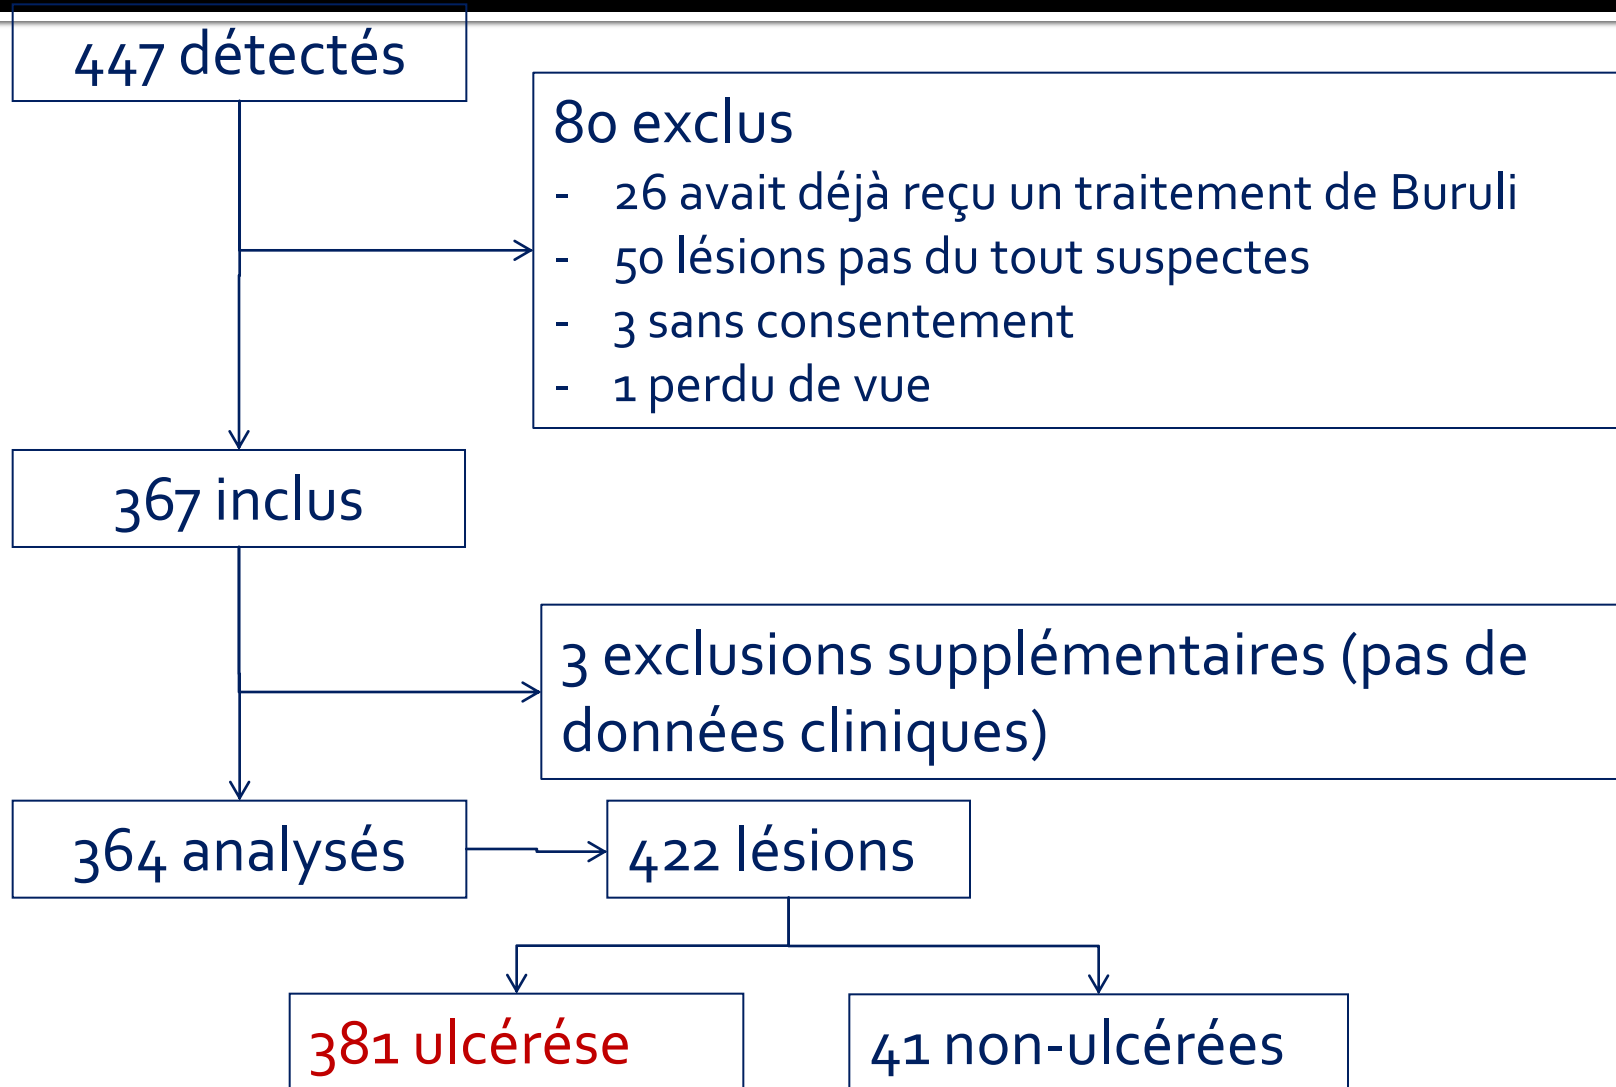 447 détectés
80 exclus
- 26 avait déjà reçu un traitement de Buruli
- 50 lésions pas du tout suspectes
- 3 sans consentement
- 1 perdu de vue
367 inclus
3 exclusions supplémentaires (pas de
données cliniques)
364 analysés
422 lésions
381 ulcérése
41 non-ulcérées